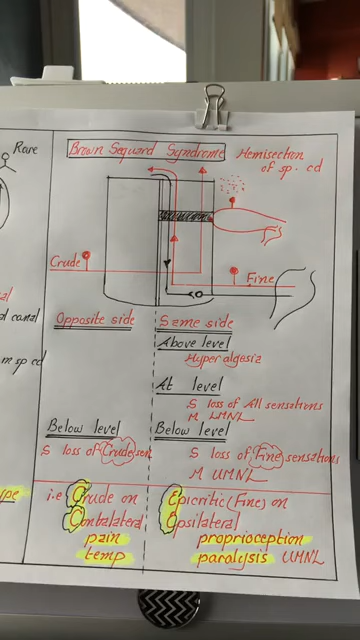 Rare
Brown Sequard Syndrome Hemisection
of sp. cd
Crude
Fine
d canal
m sp cd
ype
Opposite side
Same side
Above level
Hyperalgesia
At level
S loss of All sensations
M LMNL
Below level
S loss of Crude sen
Below level
S loss of Fine sensations
M UMNL
i.e Crude on
Contralateral
pain
temp
Epicritic (Fine) on
Epsilateral
proprioception
paralysis UMNL